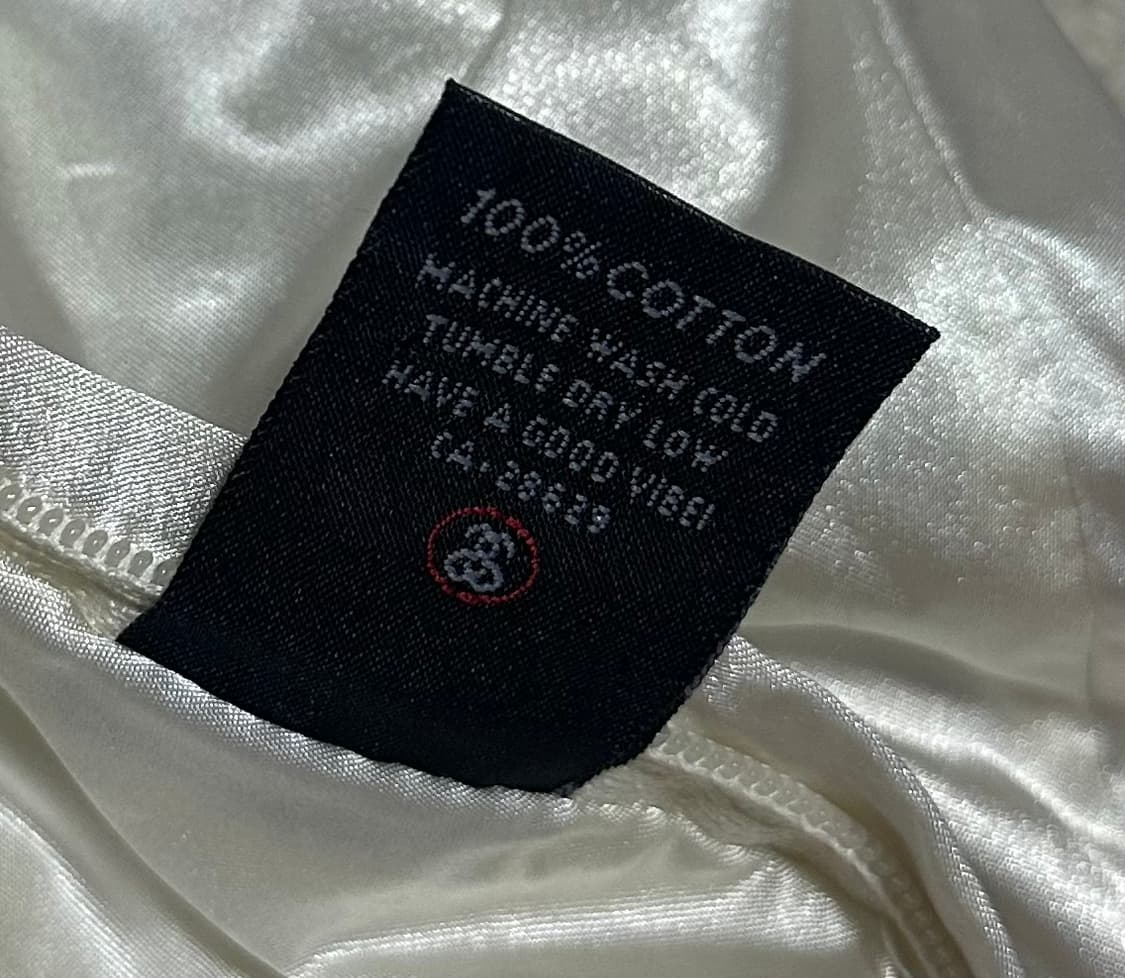 100% COTTON
MACHINE WASH COLD
TUMBLE DRY LOW
HAVE A GOOD VIBE!
CA.28629